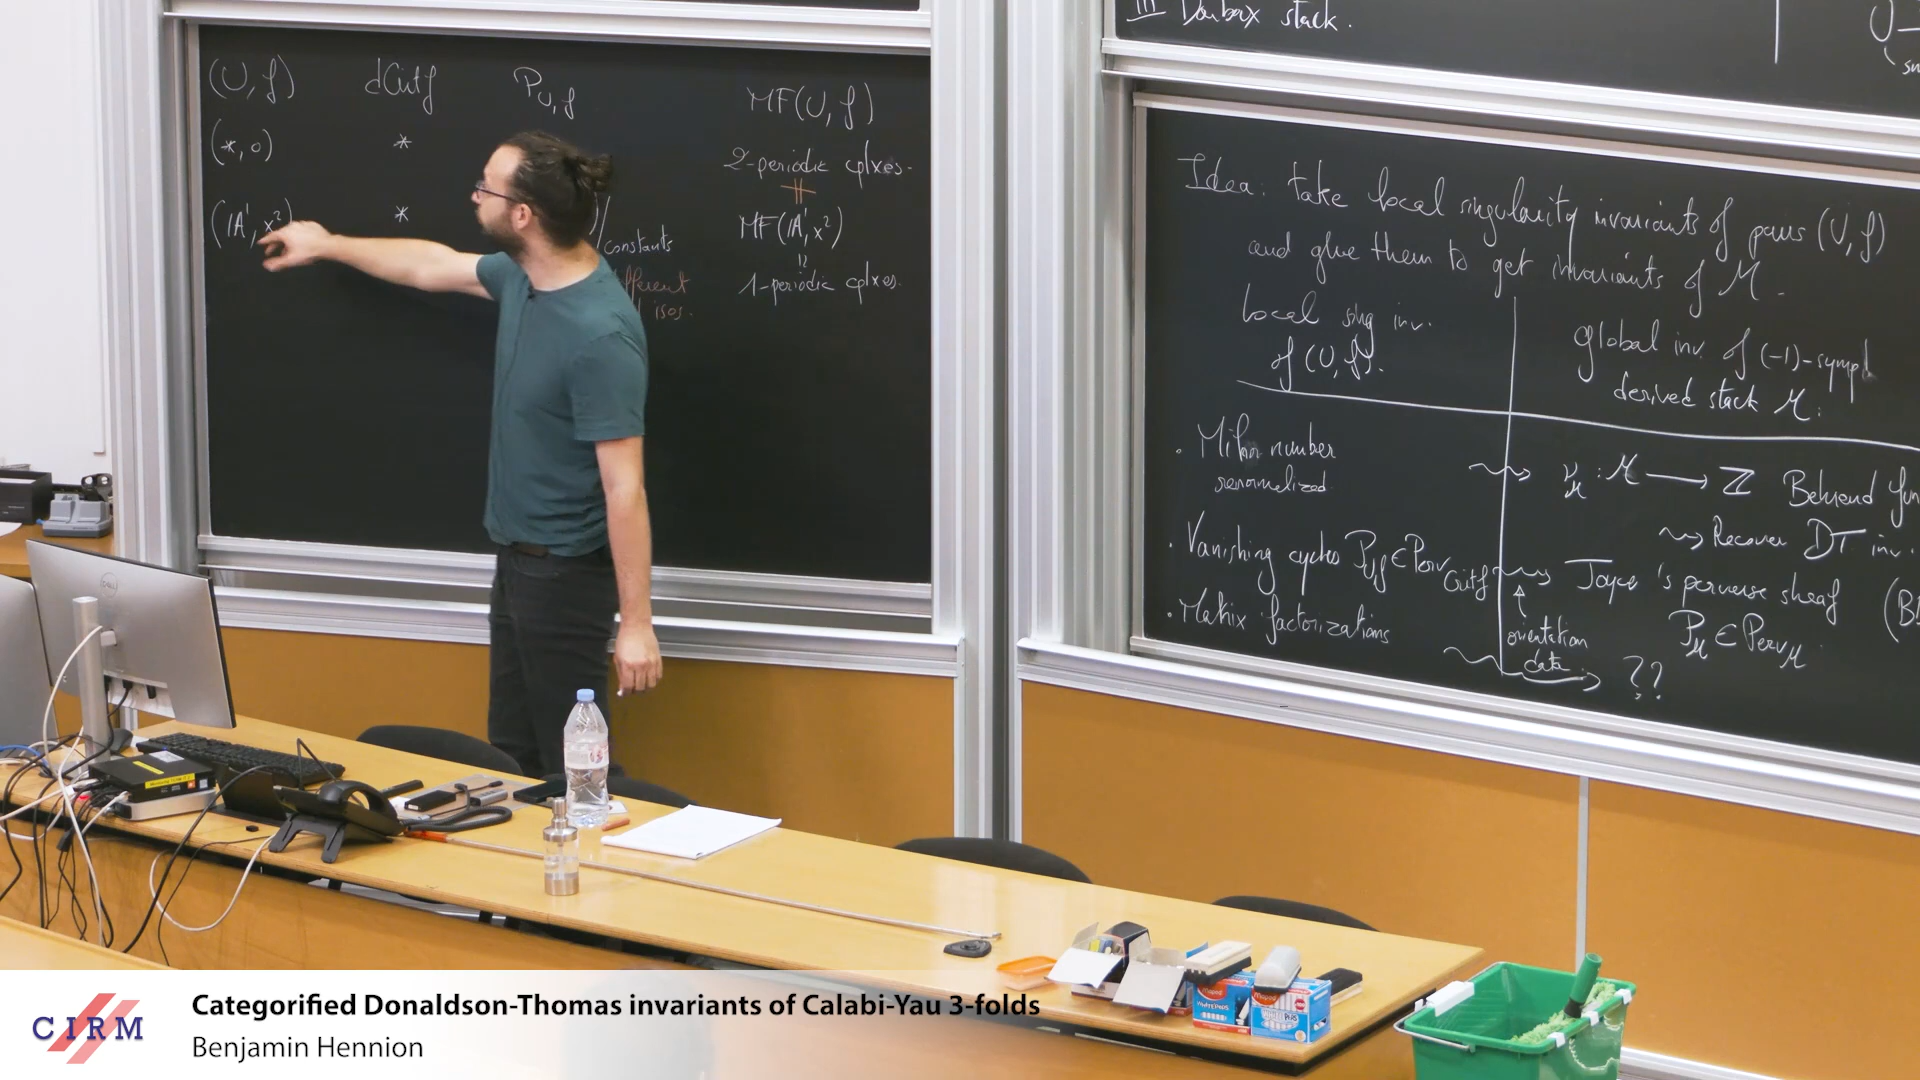 (U, f) dCritf P_{U,f} MF(U, f)
(*, 0) * 2-periodic cplxes.
(/A¹, x²) * )/constants MF(/A¹, x²)
isos. 1-periodic cplxes.
III Darboux stack.
Idea: take local singularity invariants of pairs (U, f)
and glue them to get invariants of M.
local sing inv. of (U, f).
global inv. of (-1)-sympl
derived stack M:
. Milnor number renormalized
ν_M : M → Z Behrend fun
⇝ Recover DT inv.
. Vanishing cycles P_{U,f} ∈ Perv_{Critf} ⇝ Joyce's perverse sheaf
P_M ∈ Perv_M
. Matrix factorizations
orientation data
??
DELL
CIRM
Categorified Donaldson-Thomas invariants of Calabi-Yau 3-folds
Benjamin Hennion